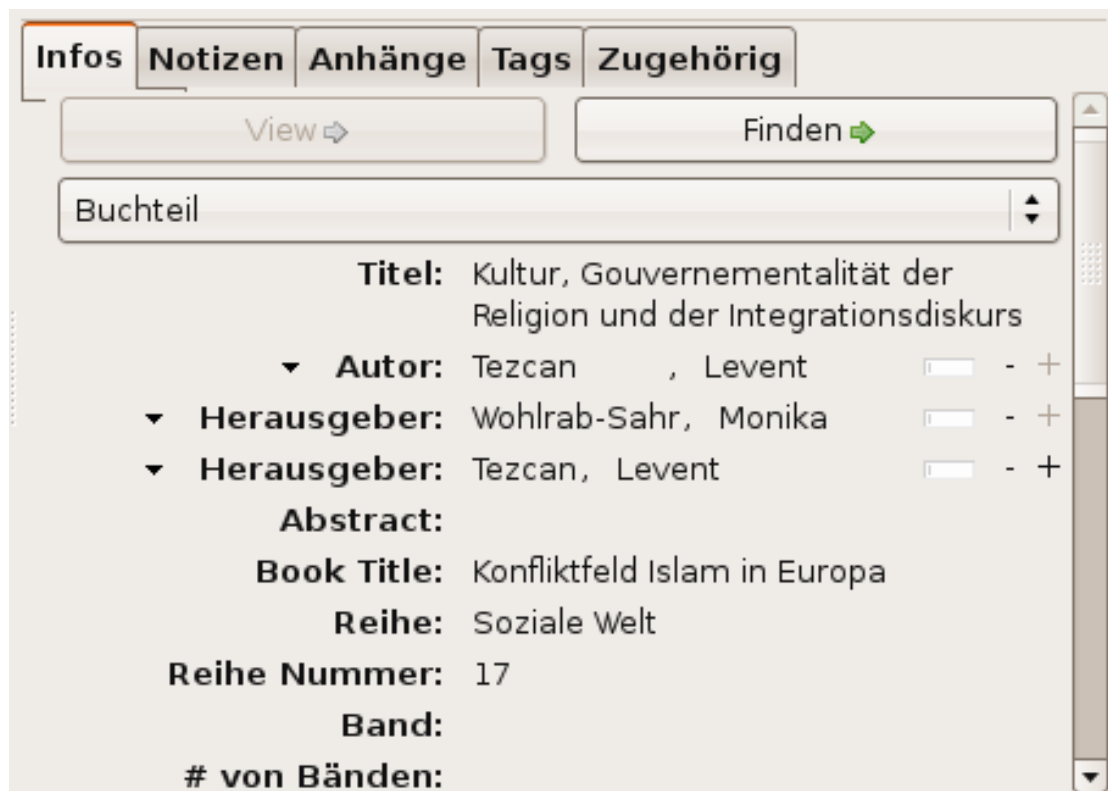 Infos Notizen Anhänge Tags Zugehörig
View Finden
Buchteil
Titel: Kultur, Gouvernementalität der
Religion und der Integrationsdiskurs
Autor: Tezcan , Levent - +
Herausgeber: Wohlrab-Sahr, Monika - +
Herausgeber: Tezcan, Levent - +
Abstract:
Book Title: Konfliktfeld Islam in Europa
Reihe: Soziale Welt
Reihe Nummer: 17
Band:
# von Bänden: